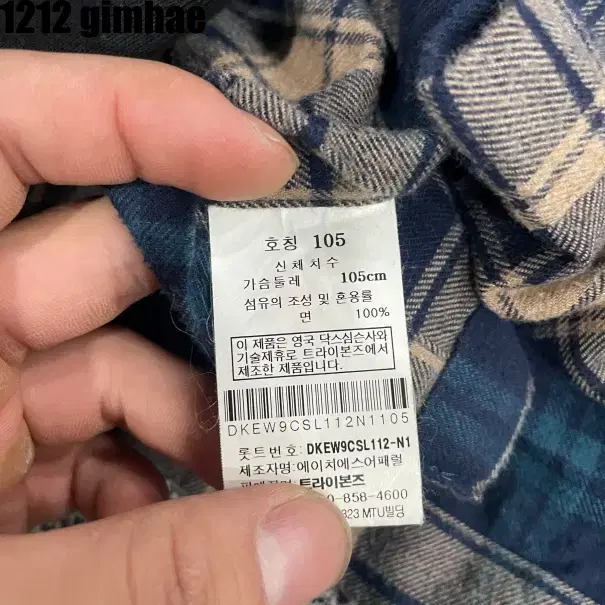 1212 gimhae
호칭 105
신체치수
가슴둘레 105cm
섬유의 조성 및 혼용률
면 100%
이 제품은 영국 닥스심슨사와
기술제휴로 트라이본즈에서
제조한 제품입니다.
DKEW9CSL112N1105
롯트번호: DKEW9CSL112-N1
제조자명:에이치에스어패럴
판매자명:트라이본즈
0-858-4600
323 MTU빌딩